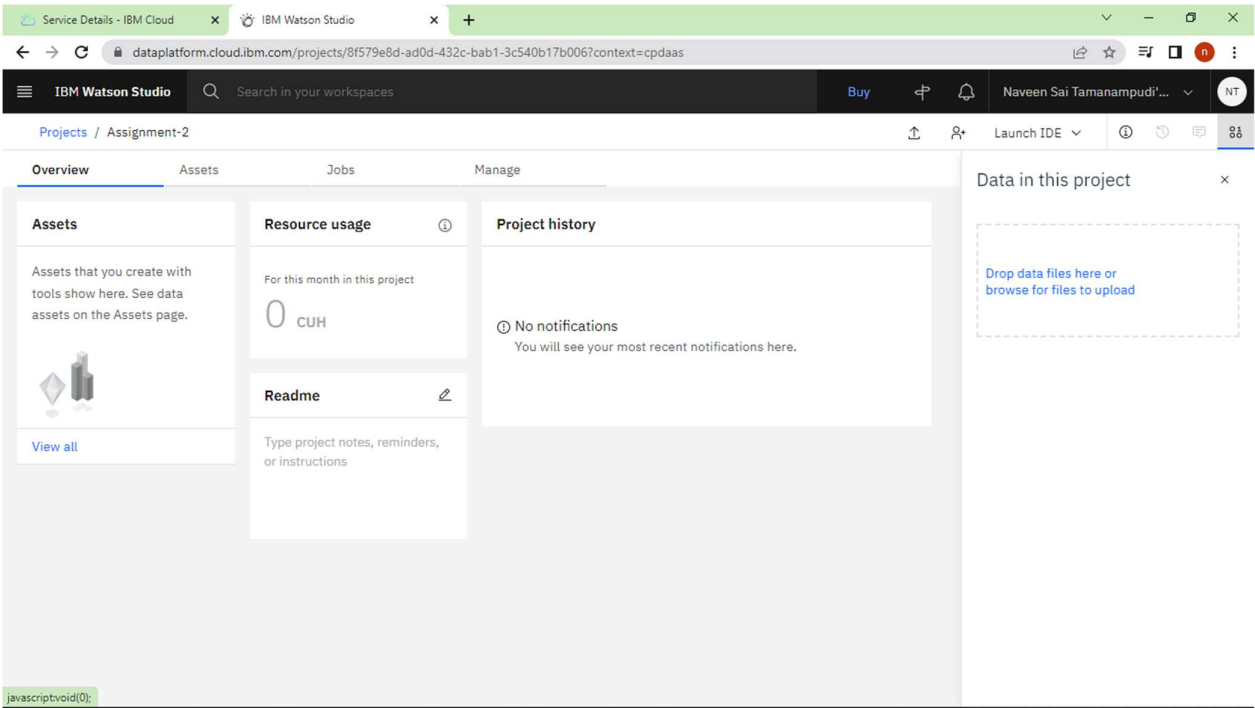 Service Details - IBM Cloud
IBM Watson Studio
dataplatform.cloud.ibm.com/projects/8f579e8d-ad0d-432c-bab1-3c540b17b006?context=cpdaas
n
IBM Watson Studio
Search in your workspaces
Buy
Naveen Sai Tamanampudi'...
NT
Projects / Assignment-2
Launch IDE
Overview
Assets
Jobs
Manage
Data in this project
Assets
Assets that you create with
tools show here. See data
assets on the Assets page.
View all
Resource usage
For this month in this project
0 CUH
Readme
Type project notes, reminders,
or instructions
Project history
No notifications
You will see your most recent notifications here.
Drop data files here or
browse for files to upload
javascript:void(0);